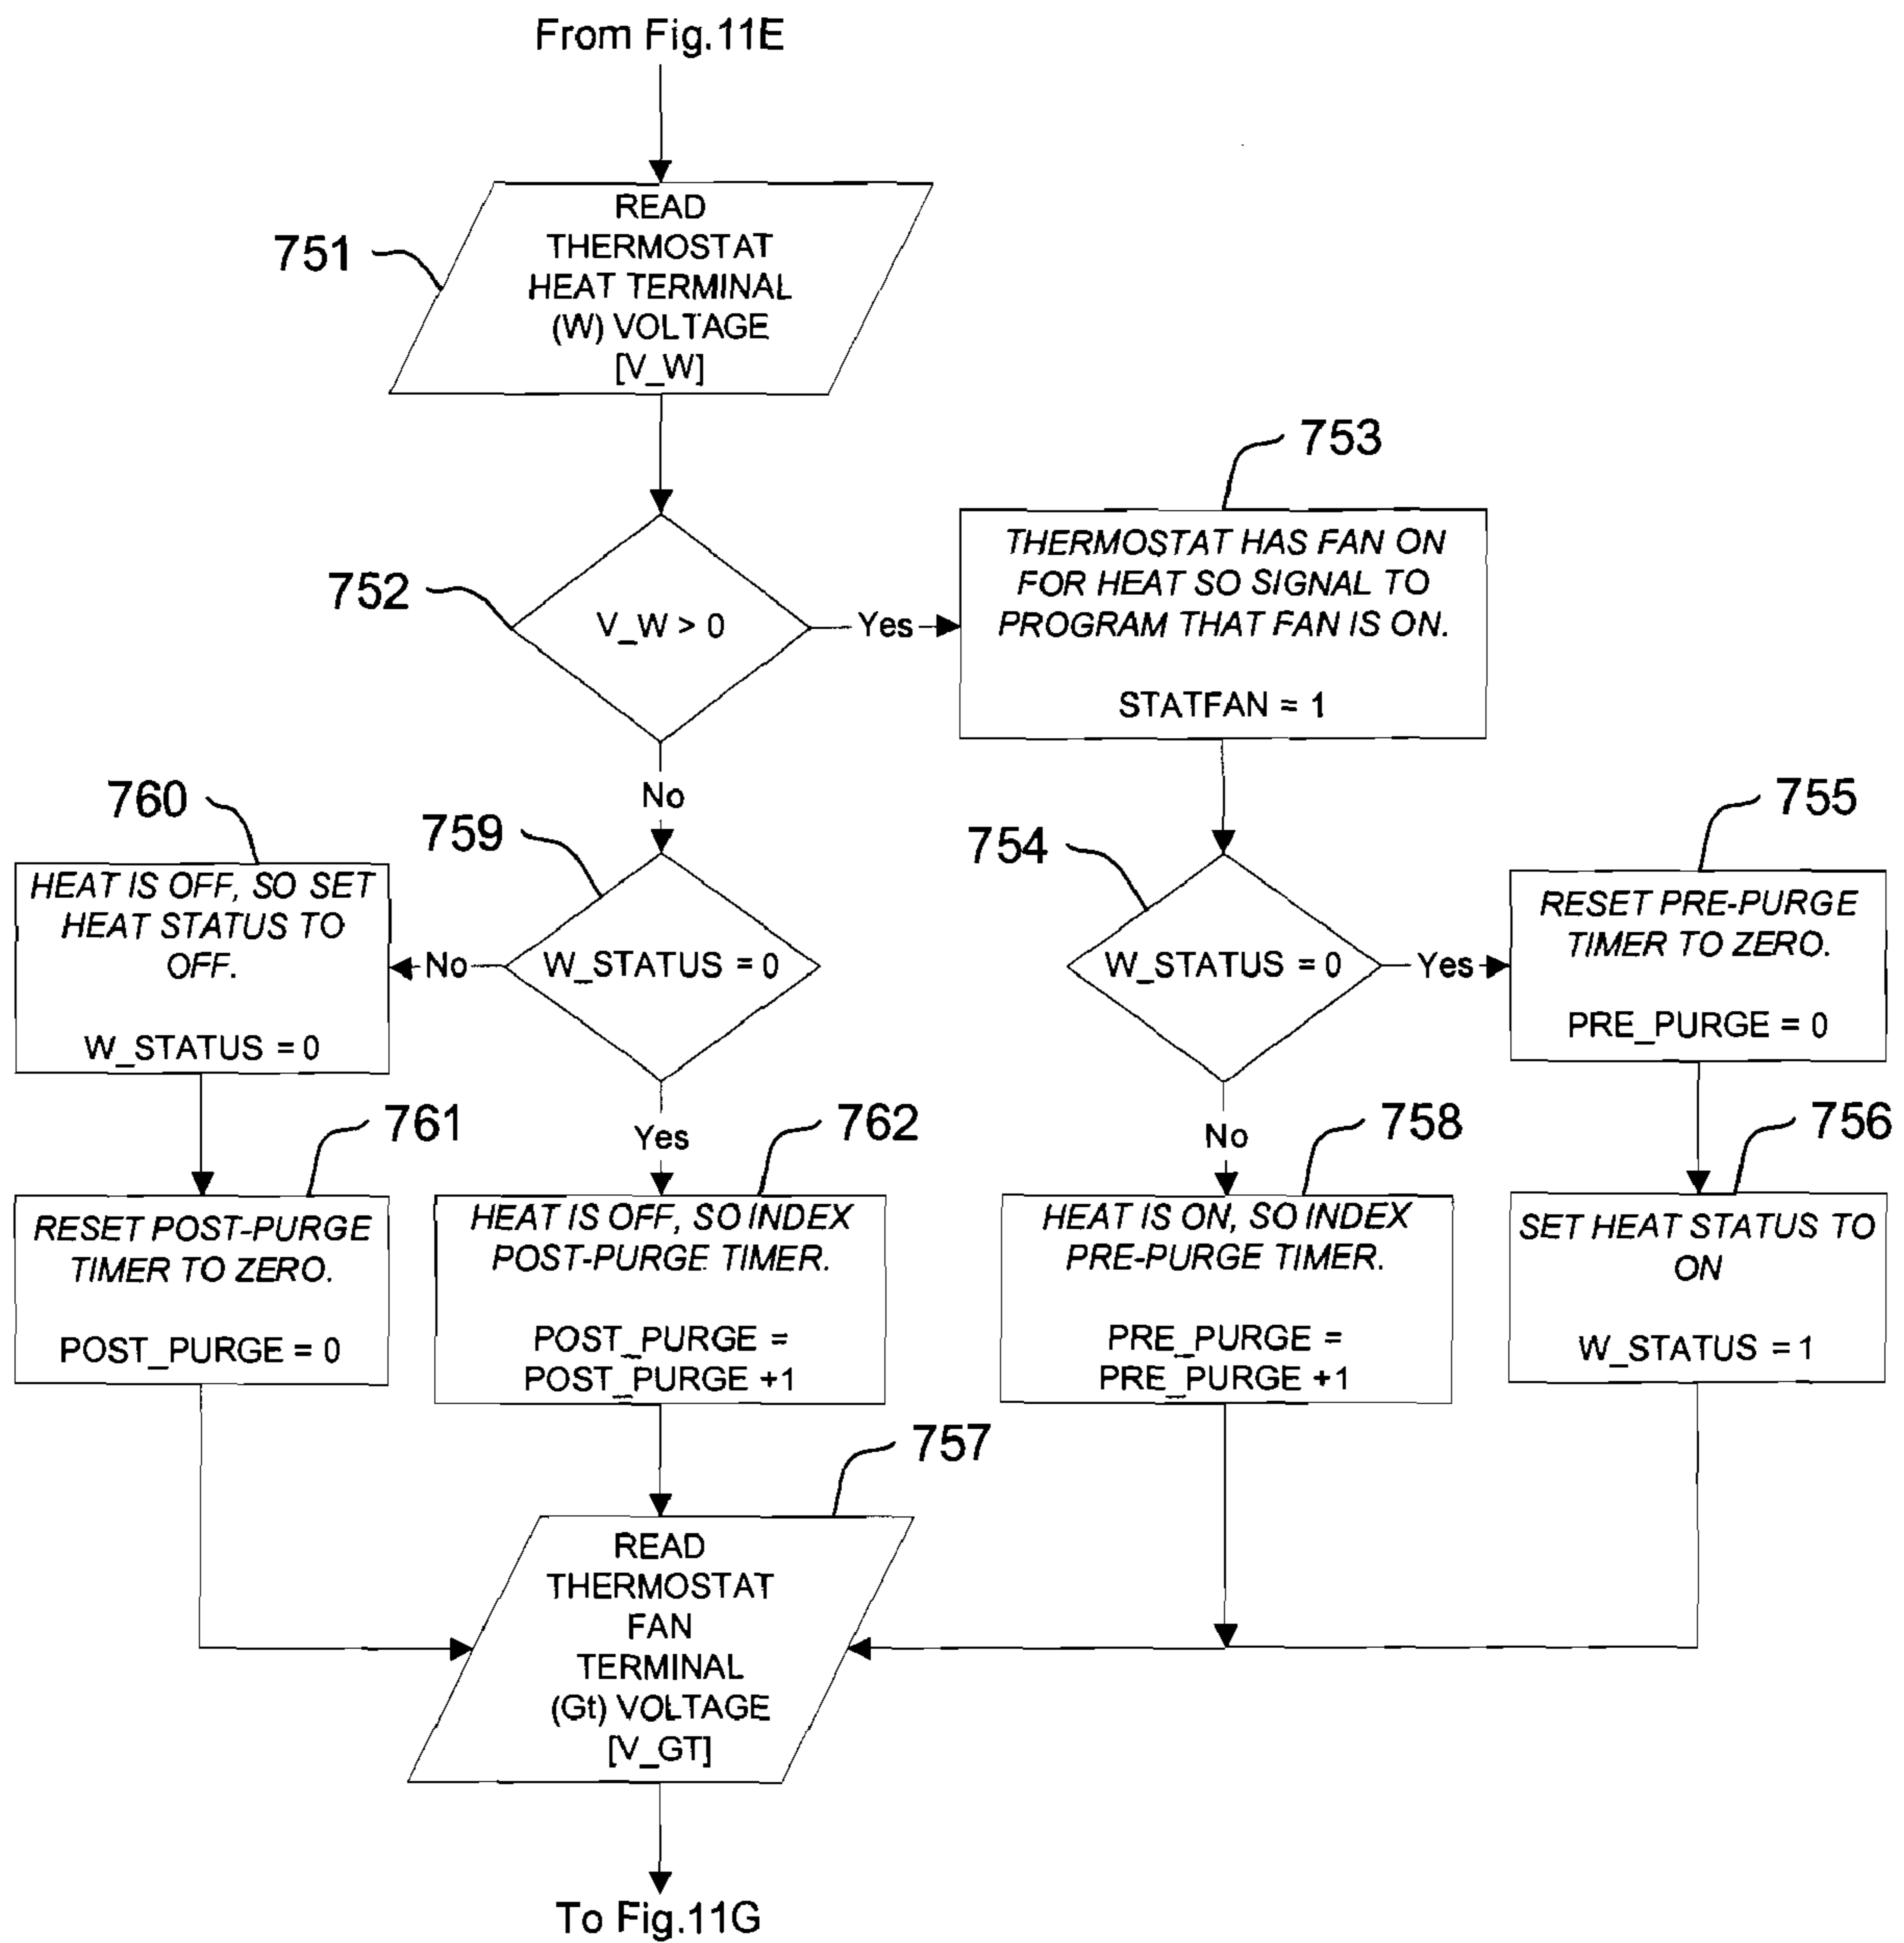 From Fig.11E
751
READ
THERMOSTAT
HEAT TERMINAL
(W) VOLTAGE
[V_W]
752
V_W > 0
Yes
753
THERMOSTAT HAS FAN ON
FOR HEAT SO SIGNAL TO
PROGRAM THAT FAN IS ON.
STATFAN = 1
No
760
HEAT IS OFF, SO SET
HEAT STATUS TO
OFF.
W_STATUS = 0
No
759
W_STATUS = 0
754
W_STATUS = 0
Yes
755
RESET PRE-PURGE
TIMER TO ZERO.
PRE_PURGE = 0
761
RESET POST-PURGE
TIMER TO ZERO.
POST_PURGE = 0
Yes
762
HEAT IS OFF, SO INDEX
POST-PURGE TIMER.
POST_PURGE =
POST_PURGE +1
No
758
HEAT IS ON, SO INDEX
PRE-PURGE TIMER.
PRE_PURGE =
PRE_PURGE +1
756
SET HEAT STATUS TO
ON
W_STATUS = 1
757
READ
THERMOSTAT
FAN
TERMINAL
(Gt) VOLTAGE
[V_GT]
To Fig.11G